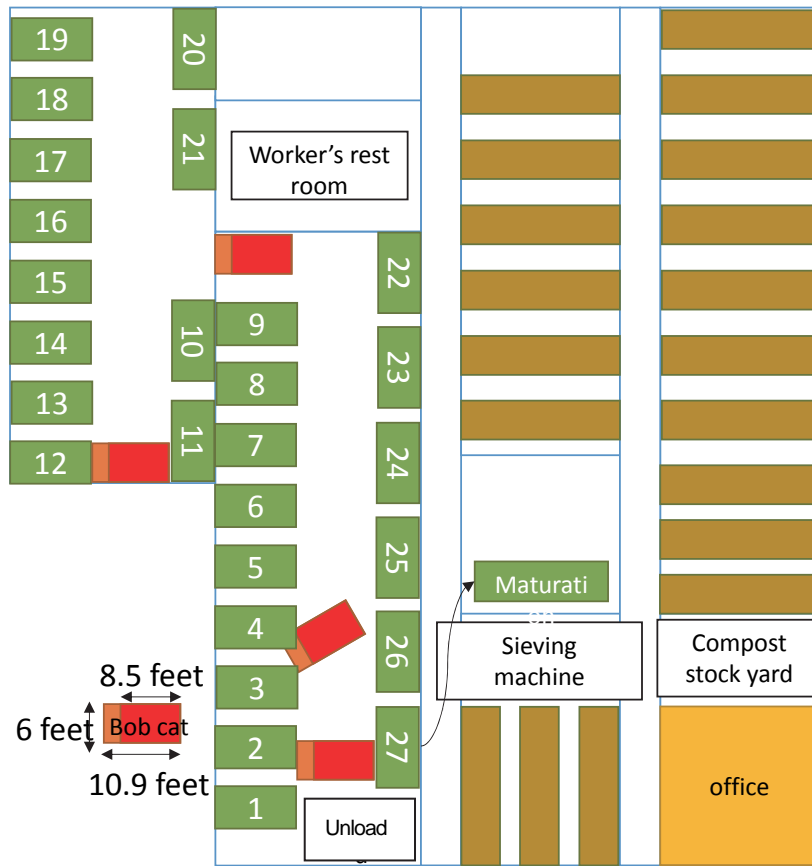 19
20
18
21
17
Worker's rest
room
16
22
15
9
10
14
23
8
13
11
7
12
24
6
5
25
Maturati
on
4
26
Sieving
machine
Compost
stock yard
3
8.5 feet
6 feet
Bob cat
10.9 feet
2
27
office
1
Unload